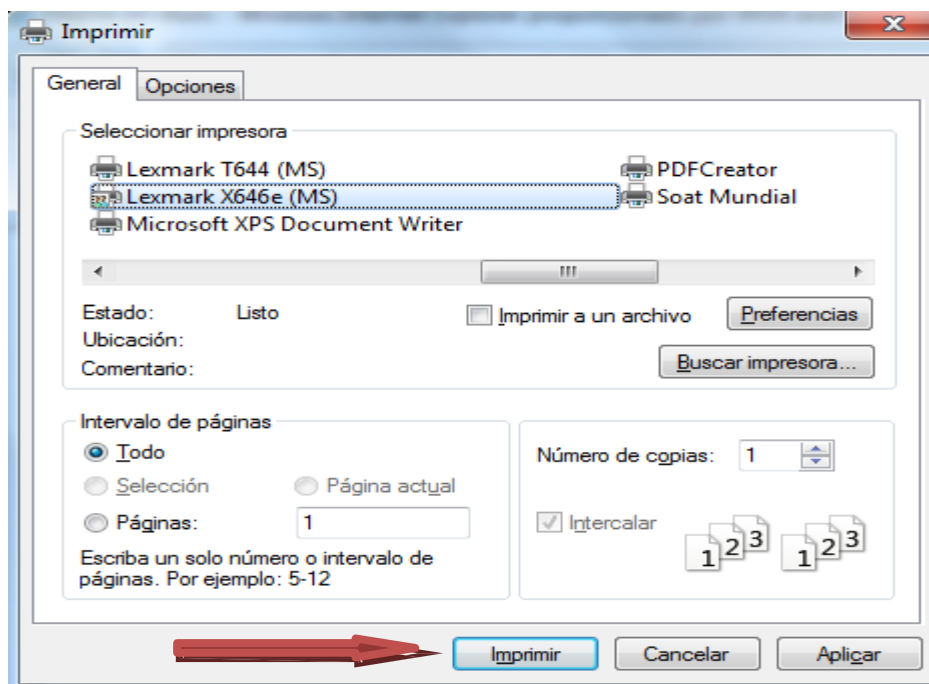 Imprimir
General Opciones
Seleccionar impresora
Lexmark T644 (MS) PDFCreator
Lexmark X646e (MS) Soat Mundial
Microsoft XPS Document Writer
Estado: Listo Imprimir a un archivo Preferencias
Ubicación:
Comentario: Buscar impresora...
Intervalo de páginas
Todo Número de copias: 1
Selección Página actual
Páginas: 1 Intercalar
Escriba un solo número o intervalo de
páginas. Por ejemplo: 5-12
1 2 3 1 2 3
Imprimir Cancelar Aplicar